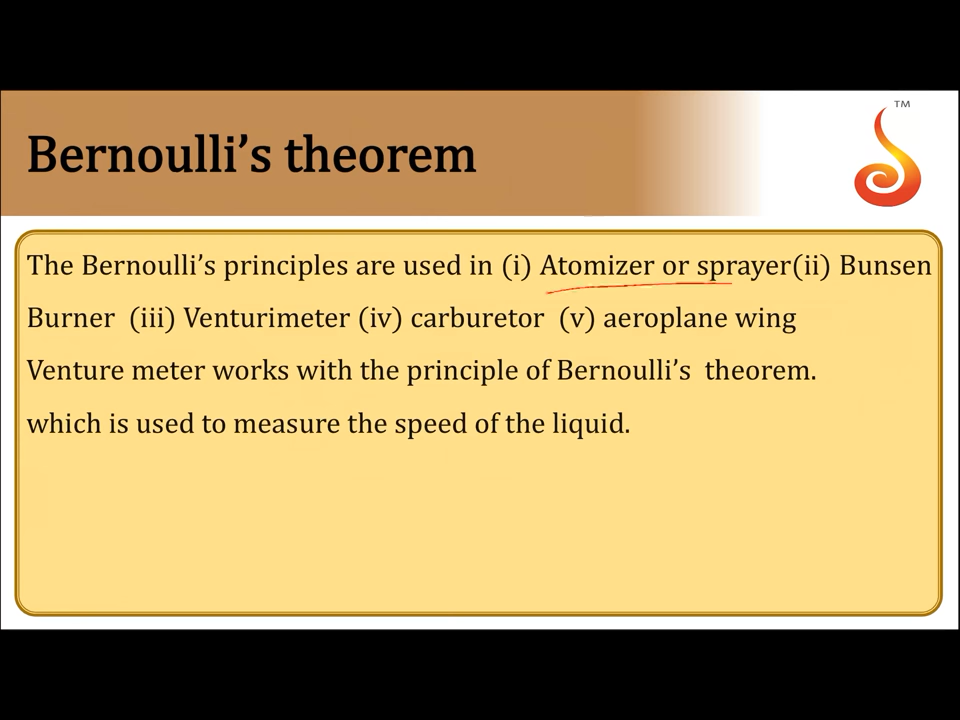 TM
Bernoulli’s theorem
The Bernoulli’s principles are used in (i) Atomizer or sprayer(ii) Bunsen
Burner (iii) Venturimeter (iv) carburetor (v) aeroplane wing
Venture meter works with the principle of Bernoulli’s theorem.
which is used to measure the speed of the liquid.